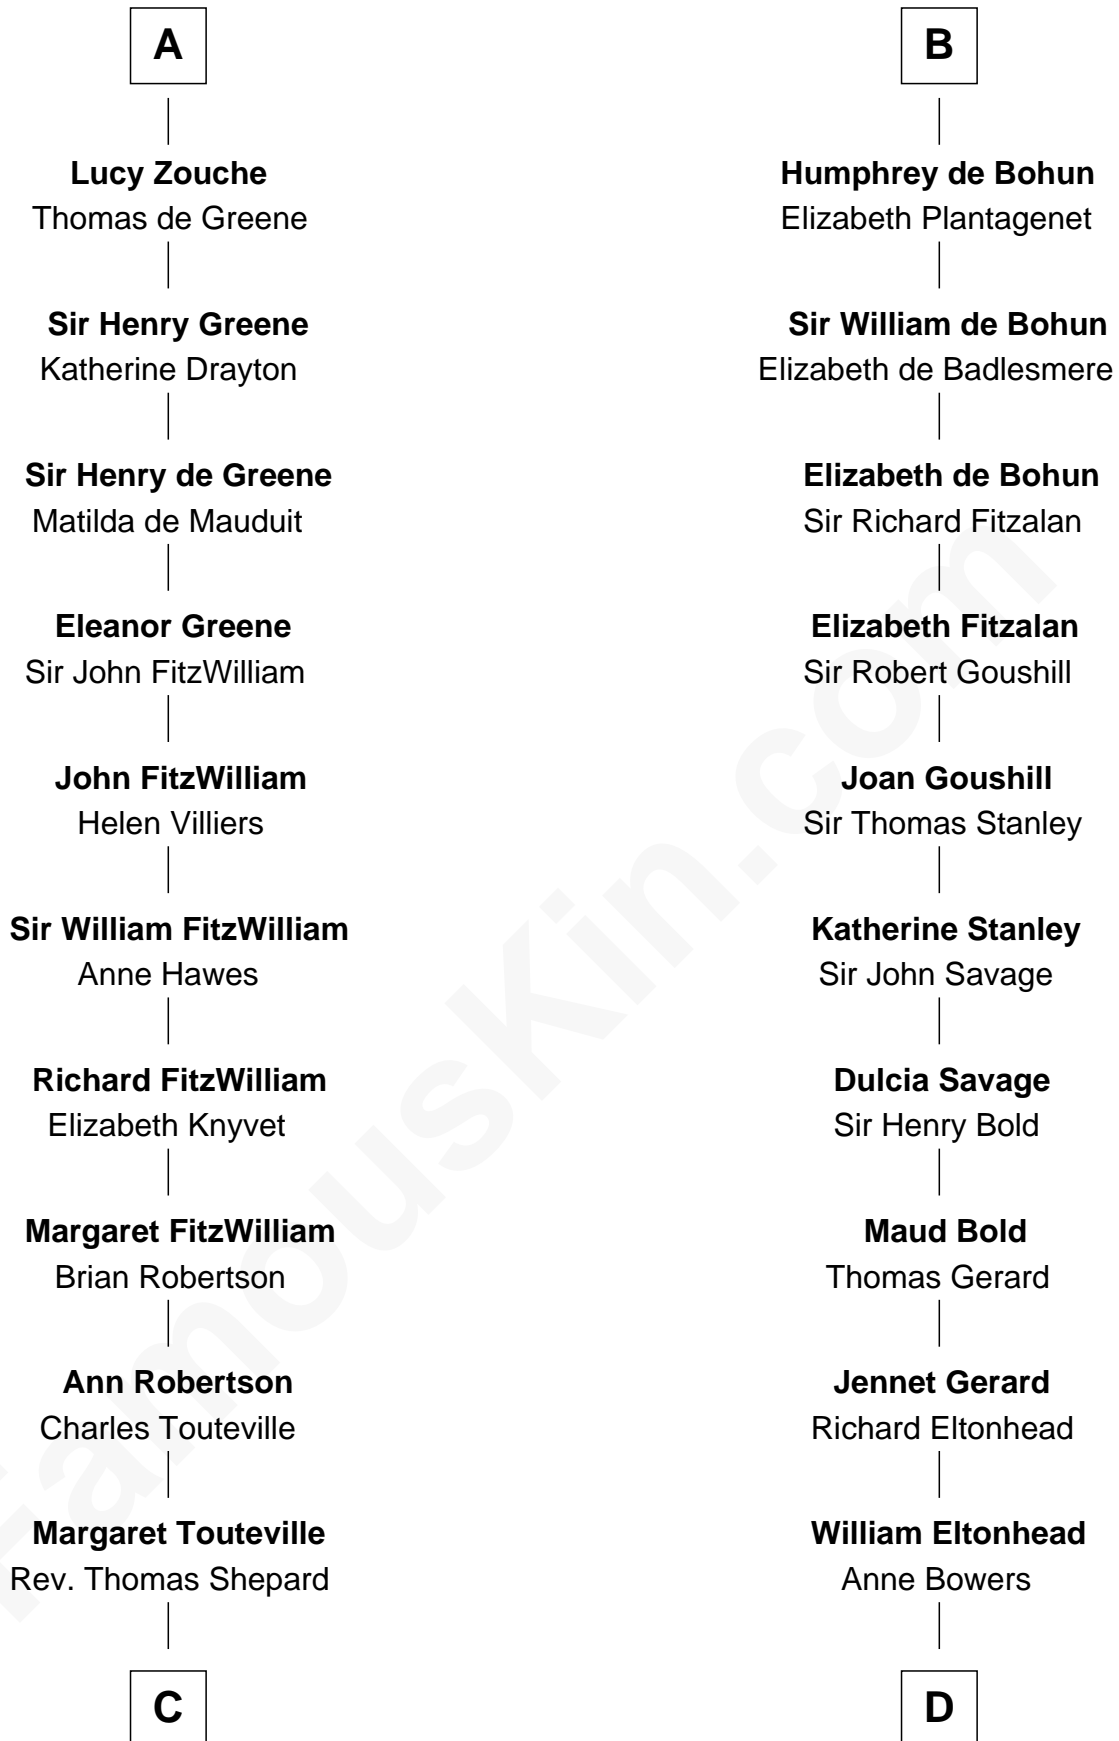 A
Lucy Zouche
Thomas de Greene
Sir Henry Greene
Katherine Drayton
Sir Henry de Greene
Matilda de Mauduit
Eleanor Greene
Sir John FitzWilliam
John FitzWilliam
Helen Villiers
Sir William FitzWilliam
Anne Hawes
Richard FitzWilliam
Elizabeth Knyvet
Margaret FitzWilliam
Brian Robertson
Ann Robertson
Charles Touteville
Margaret Touteville
Rev. Thomas Shepard
C
B
Humphrey de Bohun
Elizabeth Plantagenet
Sir William de Bohun
Elizabeth de Badlesmere
Elizabeth de Bohun
Sir Richard Fitzalan
Elizabeth Fitzalan
Sir Robert Goushill
Joan Goushill
Sir Thomas Stanley
Katherine Stanley
Sir John Savage
Dulcia Savage
Sir Henry Bold
Maud Bold
Thomas Gerard
Jennet Gerard
Richard Eltonhead
William Eltonhead
Anne Bowers
D
FamousKin.com